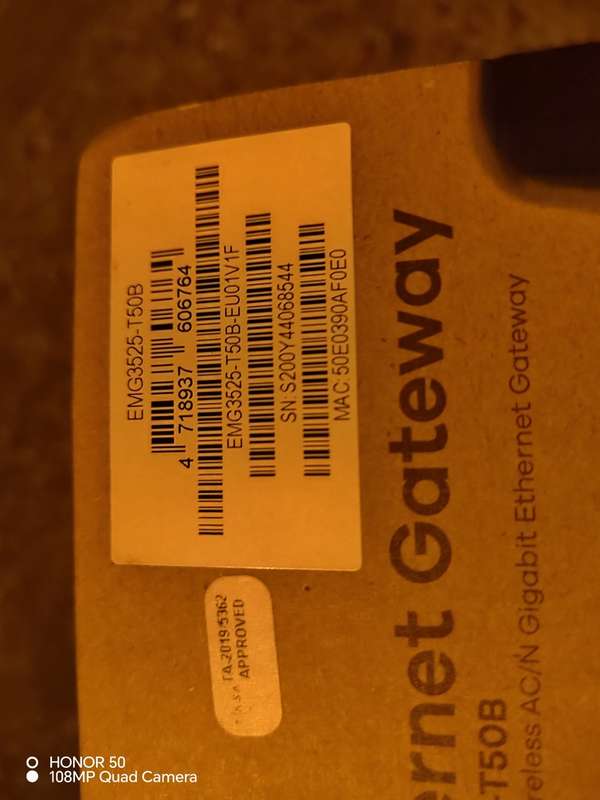 EMG3525-T50B
4 718937 606764
EMG3525-T50B-EU01V1F
SN: S200Y44068544
MAC: 50E0390AF0E0
TA-2019/5362
APPROVED
ernet Gateway
-T50B
reless AC/N Gigabit Ethernet Gateway
HONOR 50
108MP Quad Camera